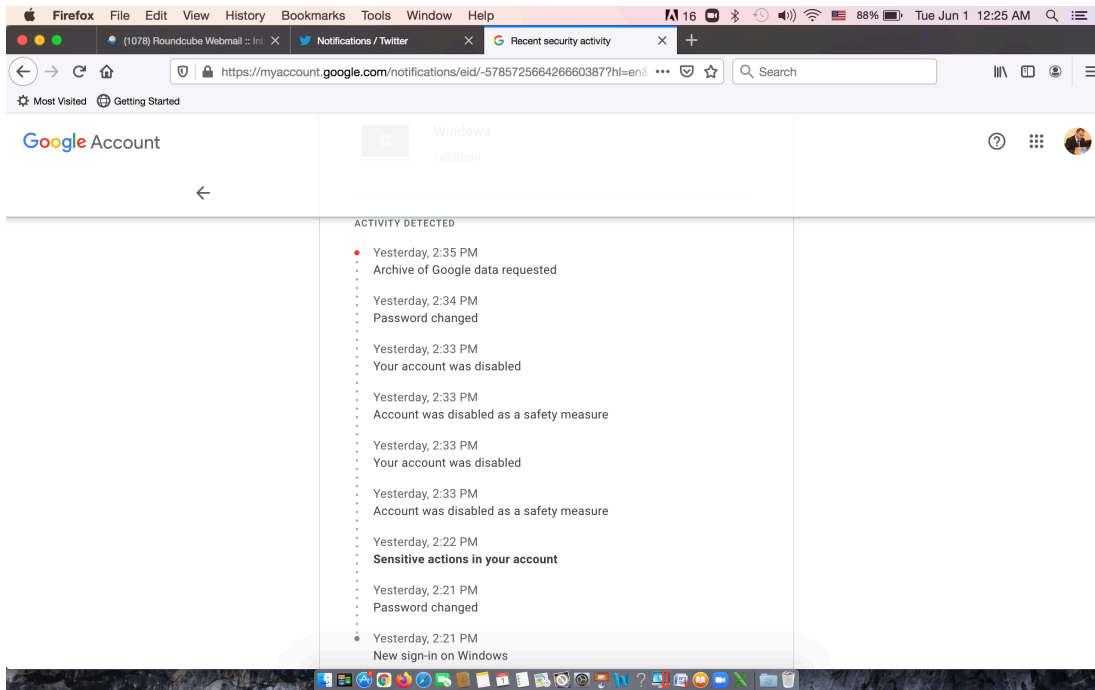 Firefox File Edit View History Bookmarks Tools Window Help 16 88% Tue Jun 1 12:25 AM
(1078) Roundcube Webmail :: In Notifications / Twitter Recent security activity
https://myaccount.google.com/notifications/eid/-578572566426660387?hl=en& Search
Most Visited Getting Started
Google Account
Windows
Lebanon
ACTIVITY DETECTED
Yesterday, 2:35 PM
Archive of Google data requested
Yesterday, 2:34 PM
Password changed
Yesterday, 2:33 PM
Your account was disabled
Yesterday, 2:33 PM
Account was disabled as a safety measure
Yesterday, 2:33 PM
Your account was disabled
Yesterday, 2:33 PM
Account was disabled as a safety measure
Yesterday, 2:22 PM
Sensitive actions in your account
Yesterday, 2:21 PM
Password changed
Yesterday, 2:21 PM
New sign-in on Windows